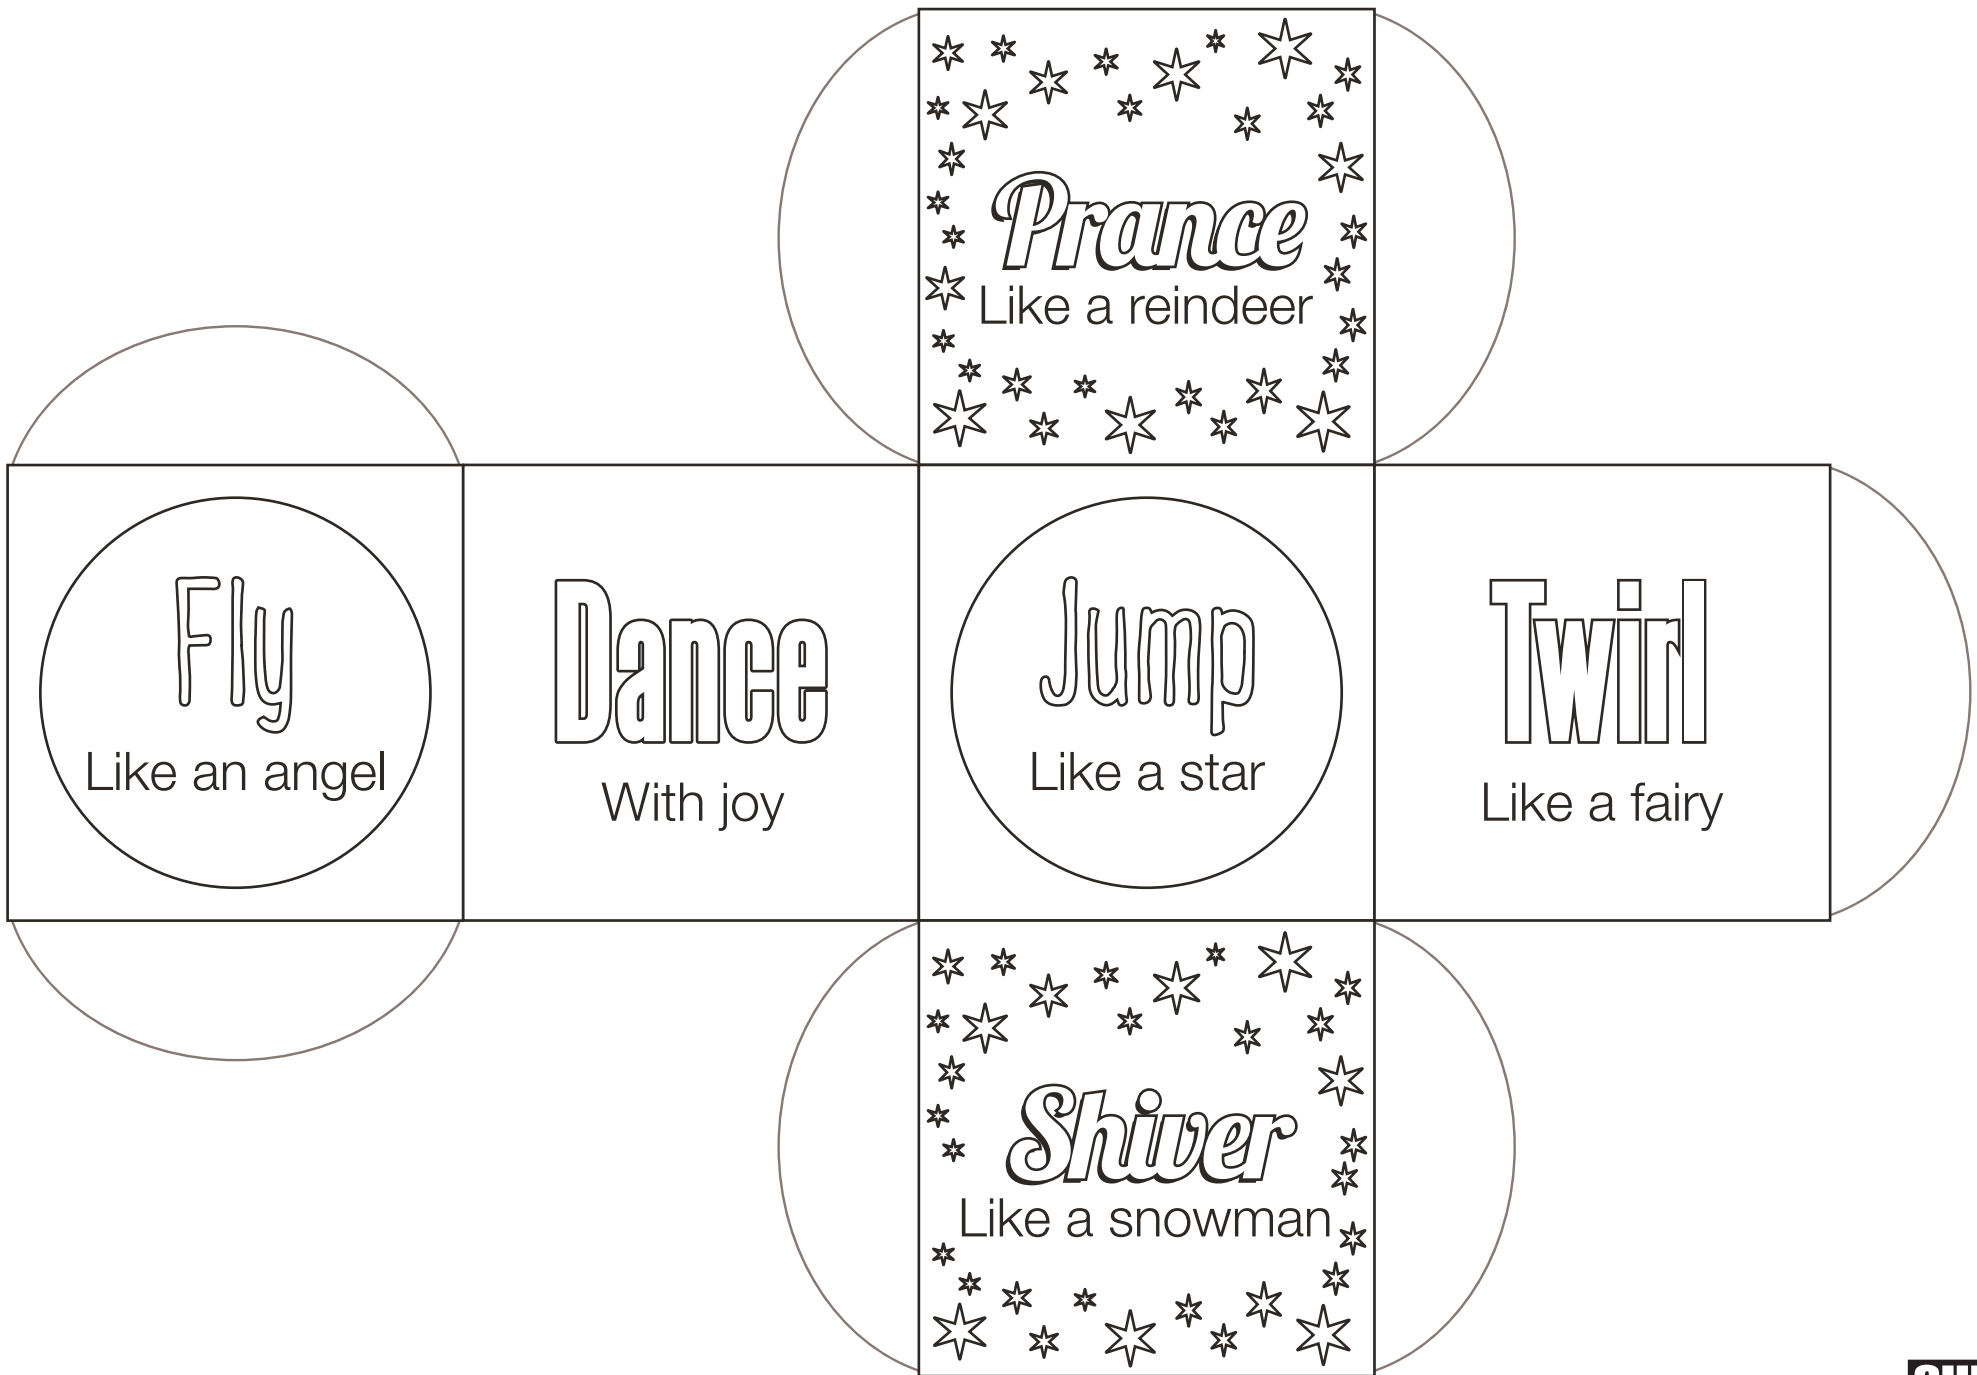 Prance
Like a reindeer
Fly
Like an angel
Dance
With joy
Jump
Like a star
Twirl
Like a fairy
Shiver
Like a snowman